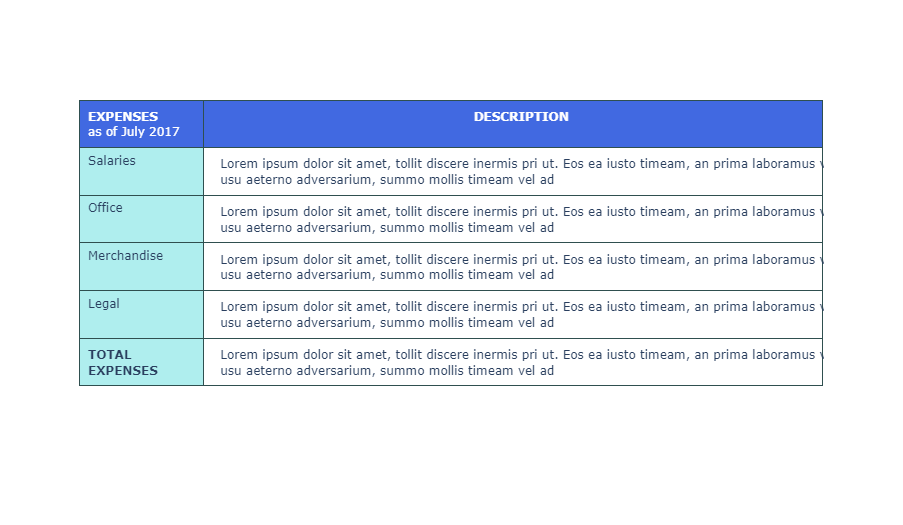 EXPENSES
as of July 2017
DESCRIPTION
Salaries
Lorem ipsum dolor sit amet, tollit discere inermis pri ut. Eos ea iusto timeam, an prima laboramus
usu aeterno adversarium, summo mollis timeam vel ad
Office
Lorem ipsum dolor sit amet, tollit discere inermis pri ut. Eos ea iusto timeam, an prima laboramus
usu aeterno adversarium, summo mollis timeam vel ad
Merchandise
Lorem ipsum dolor sit amet, tollit discere inermis pri ut. Eos ea iusto timeam, an prima laboramus
usu aeterno adversarium, summo mollis timeam vel ad
Legal
Lorem ipsum dolor sit amet, tollit discere inermis pri ut. Eos ea iusto timeam, an prima laboramus
usu aeterno adversarium, summo mollis timeam vel ad
TOTAL
EXPENSES
Lorem ipsum dolor sit amet, tollit discere inermis pri ut. Eos ea iusto timeam, an prima laboramus
usu aeterno adversarium, summo mollis timeam vel ad